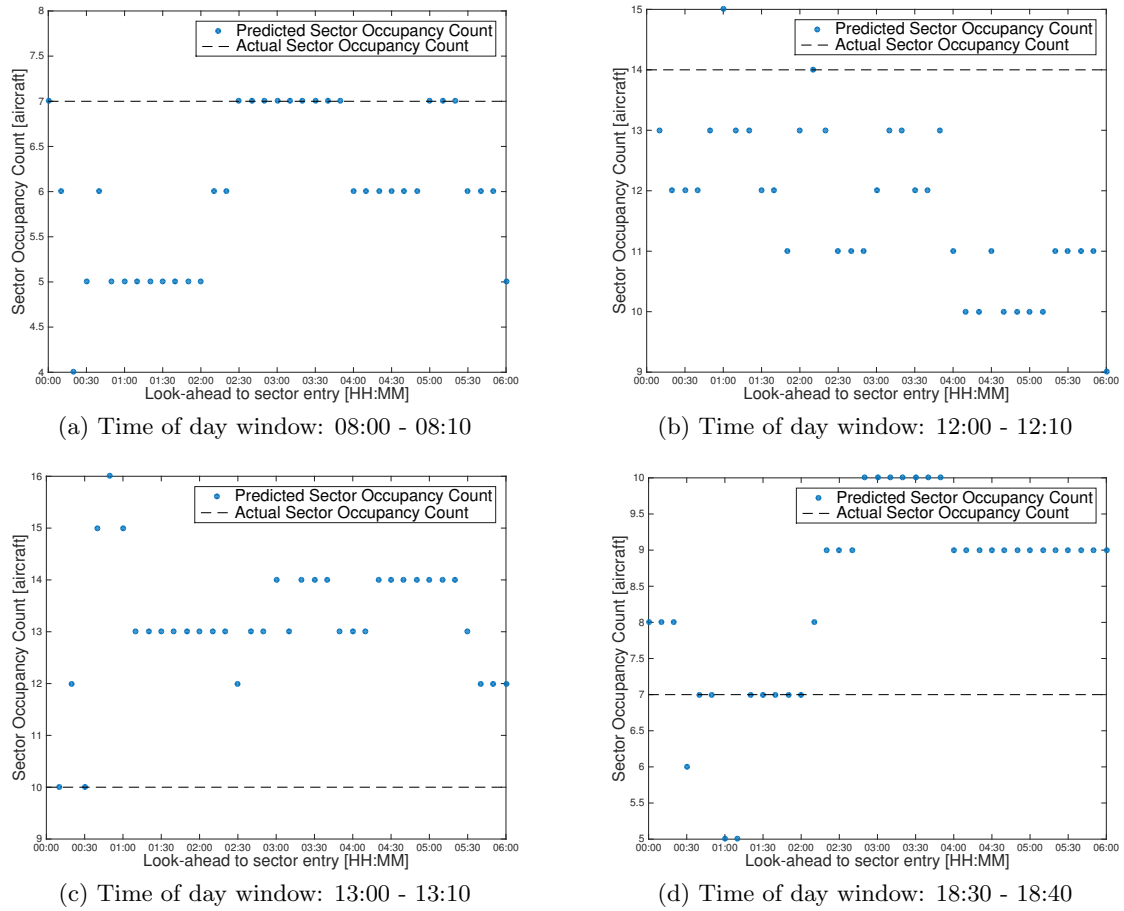 8
7.5
7
6.5
6
5.5
5
4.5
4
Sector Occupancy Count [aircraft]
Predicted Sector Occupancy Count
Actual Sector Occupancy Count
00:00 00:30 01:00 01:30 02:00 02:30 03:00 03:30 04:00 04:30 05:00 05:30 06:00
Look-ahead to sector entry [HH:MM]
(a) Time of day window: 08:00 - 08:10
15
14
13
12
11
10
9
Sector Occupancy Count [aircraft]
Predicted Sector Occupancy Count
Actual Sector Occupancy Count
00:00 00:30 01:00 01:30 02:00 02:30 03:00 03:30 04:00 04:30 05:00 05:30 06:00
Look-ahead to sector entry [HH:MM]
(b) Time of day window: 12:00 - 12:10
16
15
14
13
12
11
10
9
Sector Occupancy Count [aircraft]
Predicted Sector Occupancy Count
Actual Sector Occupancy Count
00:00 00:30 01:00 01:30 02:00 02:30 03:00 03:30 04:00 04:30 05:00 05:30 06:00
Look-ahead to sector entry [HH:MM]
(c) Time of day window: 13:00 - 13:10
10
9.5
9
8.5
8
7.5
7
6.5
6
5.5
5
Sector Occupancy Count [aircraft]
Predicted Sector Occupancy Count
Actual Sector Occupancy Count
00:00 00:30 01:00 01:30 02:00 02:30 03:00 03:30 04:00 04:30 05:00 05:30 06:00
Look-ahead to sector entry [HH:MM]
(d) Time of day window: 18:30 - 18:40